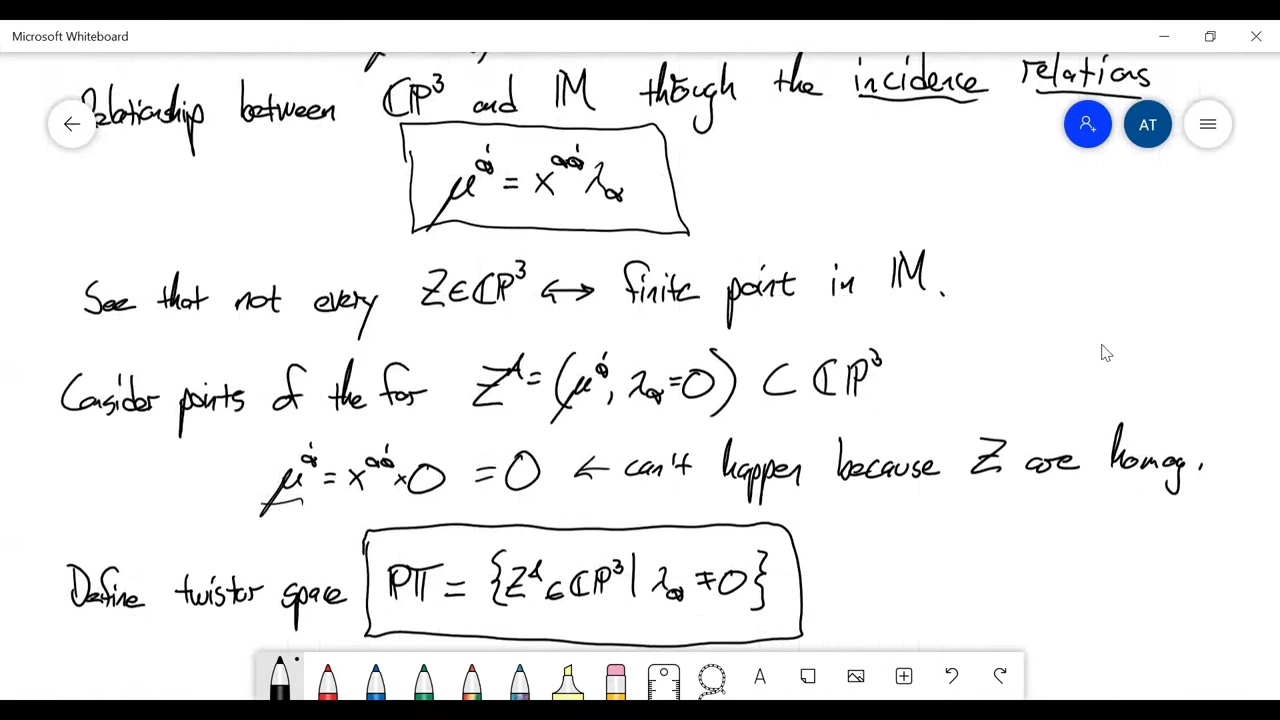 Microsoft Whiteboard
Relationship between ℂℙ³ and 𝕄 though the incidence relations
AT
μ^α̇ = x^αα̇ λ_α
See that not every Z∈ℂℙ³ ↔ finite point in 𝕄.
Consider points of the for Z^A = (μ^α̇, λ_α=0) ⊂ ℂℙ³
μ^α̇ = x^αα̇ × 0 = 0 ← can't happen because Z are homog.
Define twistor space ℙ𝕋 = {Z^A ∈ ℂℙ³ | λ_α ≠ 0}
A